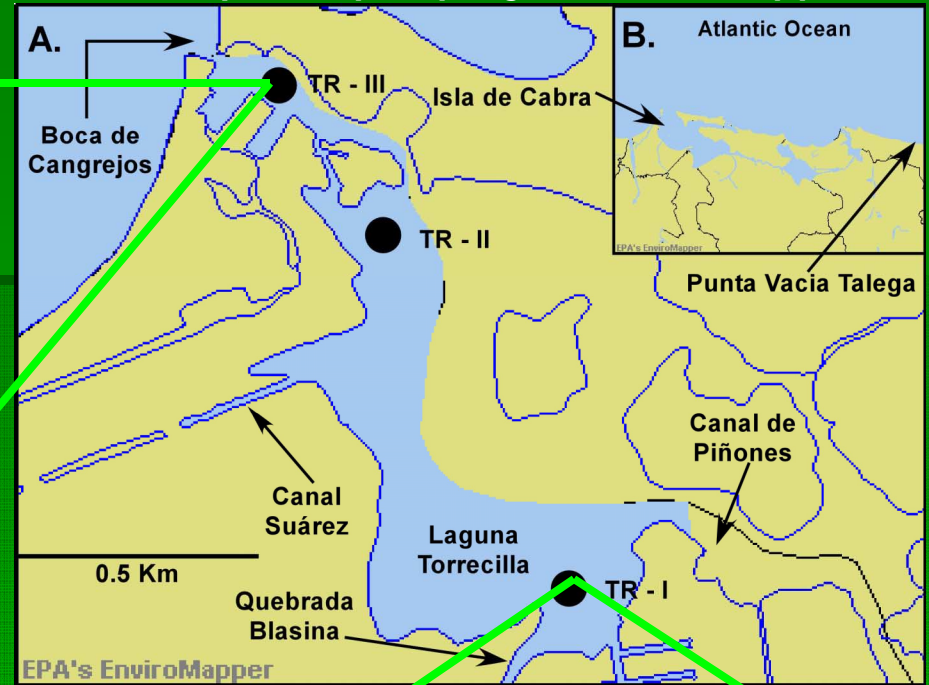 A.
B.
Atlantic Ocean
TR - III
Isla de Cabra
Boca de
Cangrejos
TR - II
EPA's EnviroMapper
Punta Vacia Talega
Canal de
Piñones
Canal
Suárez
Laguna
Torrecilla
0.5 Km
TR - I
Quebrada
Blasina
EPA's EnviroMapper